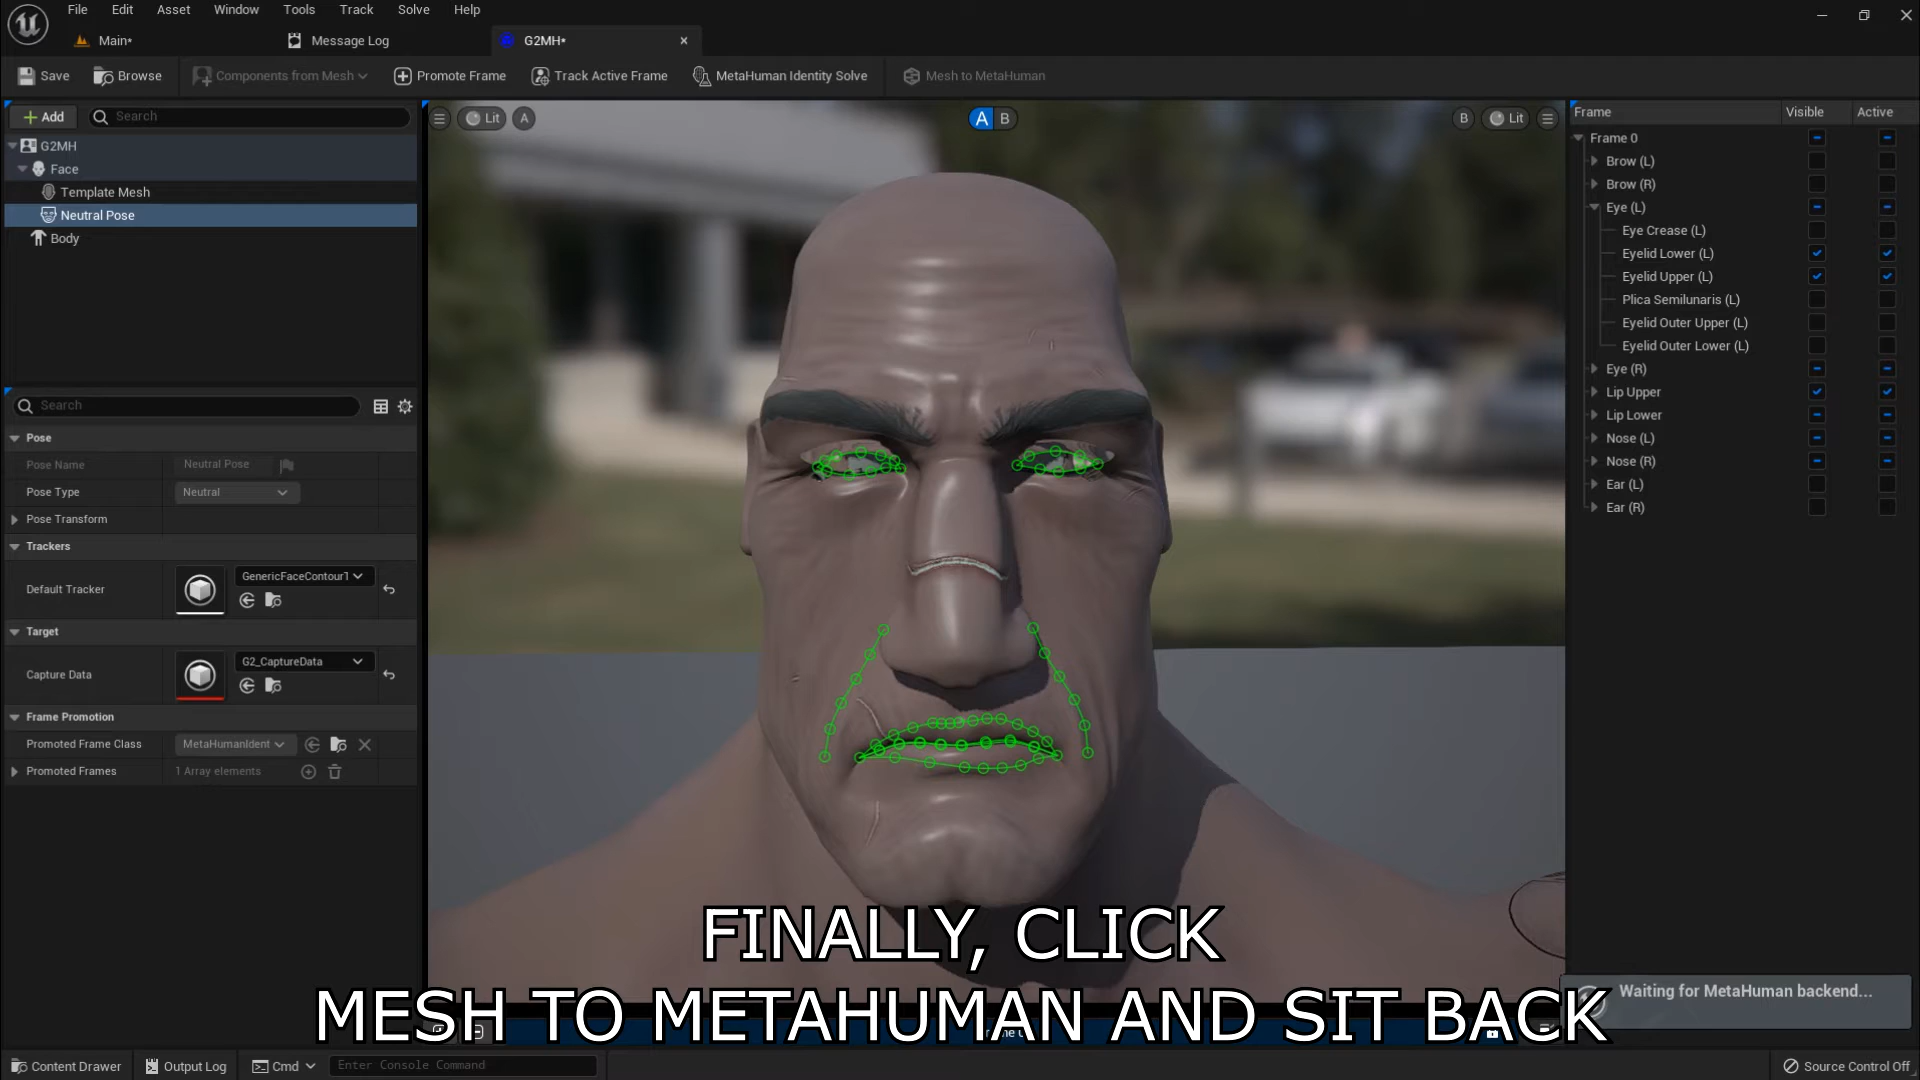 File Edit Asset Window Tools Track Solve Help
Main* Message Log G2MH*
Save Browse Components from Mesh Promote Frame Track Active Frame MetaHuman Identity Solve Mesh to MetaHuman
Add Search
G2MH
Face
Template Mesh
Neutral Pose
Body
Search
Pose
Pose Name Neutral Pose
Pose Type Neutral
Pose Transform
Trackers
Default Tracker GenericFaceContourT
Target
Capture Data G2_CaptureData
Frame Promotion
Promoted Frame Class MetaHumanIdent
Promoted Frames 1 Array elements
Lit A A B B Lit
Frame Visible Active
Frame 0
Brow (L)
Brow (R)
Eye (L)
Eye Crease (L)
Eyelid Lower (L)
Eyelid Upper (L)
Plica Semilunaris (L)
Eyelid Outer Upper (L)
Eyelid Outer Lower (L)
Eye (R)
Lip Upper
Lip Lower
Nose (L)
Nose (R)
Ear (L)
Ear (R)
FINALLY, CLICK
MESH TO METAHUMAN AND SIT BACK
Waiting for MetaHuman backend...
Content Drawer Output Log Cmd Enter Console Command Source Control Off